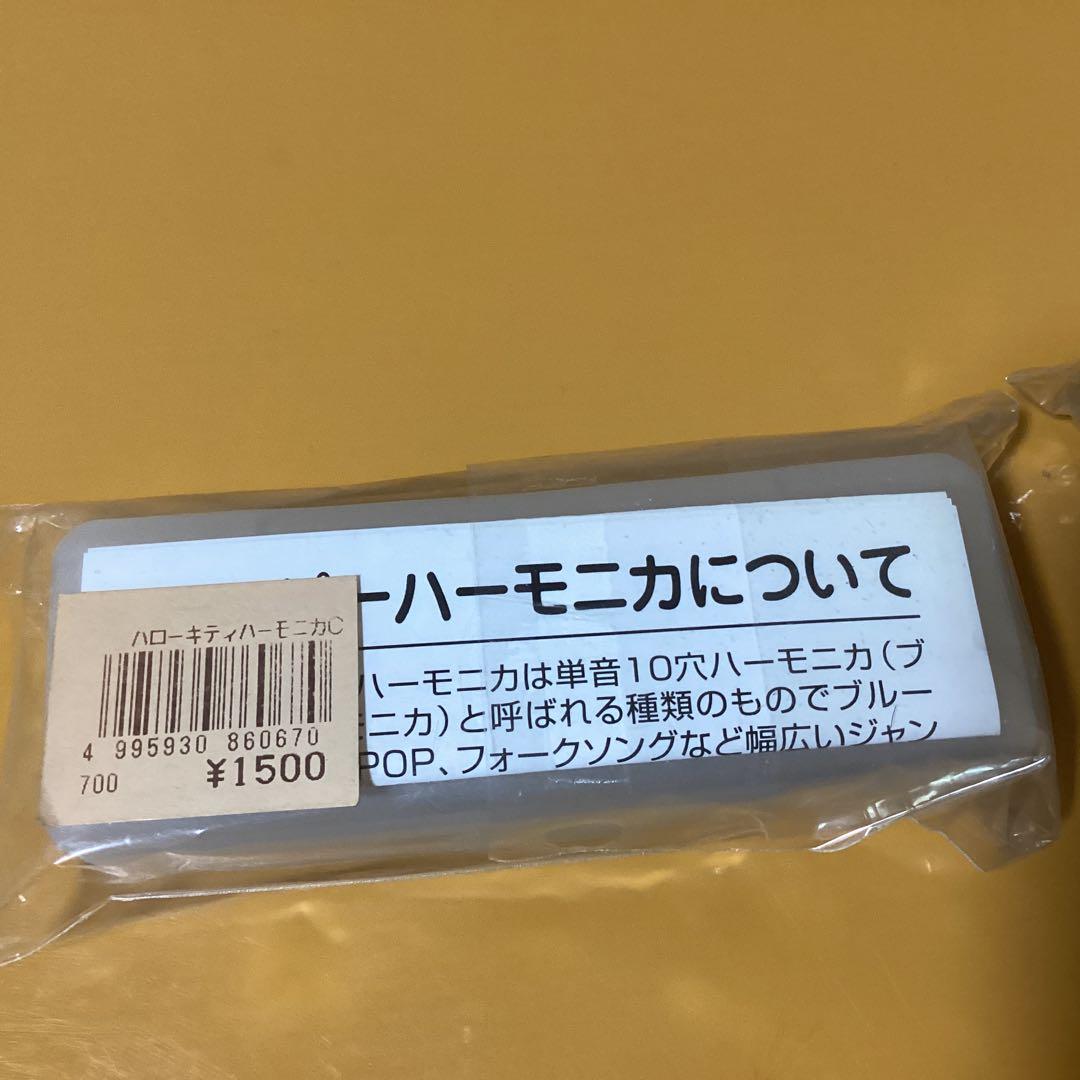 ーハーモニカについて
ハーモニカは単音10穴ハーモニカ（ブ
モニカ）と呼ばれる種類のものでブルー
POP、フォークソングなど幅広いジャン
ハローキティハーモニカC
4 995930 860670
700 ¥1500